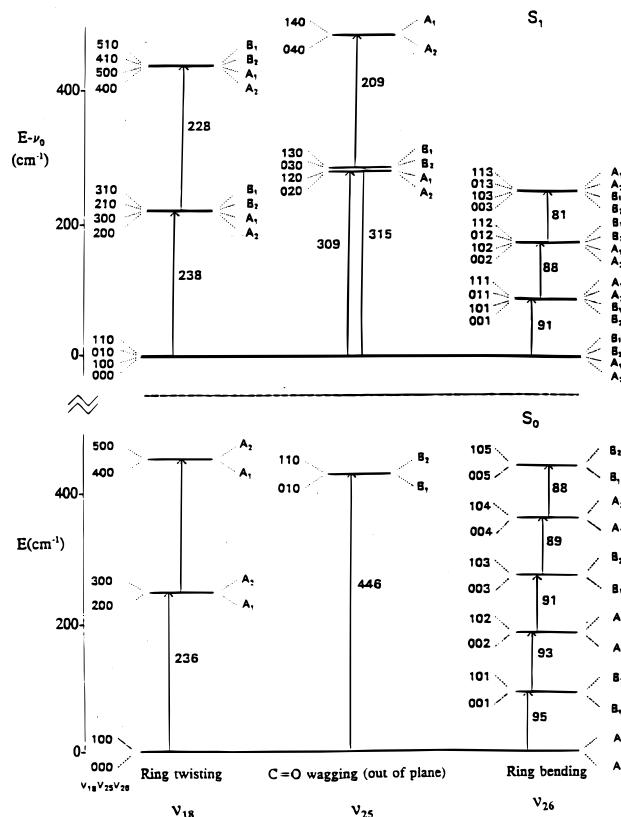 S₁
140 A₁
040 A₂
510 B₁
410 B₂
500 A₁
400 A₂
400
209
E-ν₀
(cm⁻¹)
228
130 B₁
030 B₂
120 A₁
020 A₂
310 B₁
210 B₂
300 A₁
200 A₂
200
238
309
315
113
013
103
003
81
112
012
102
002
88
111
011
101
001
91
110
010
100
000
0
B₁
B₂
A₁
A₂
S₀
500 A₂
400 A₁
400
110 B₂
010 B₁
105
005
88
104
004
89
E(cm⁻¹)
300 A₂
200 A₁
200
236
446
103
003
91
102
002
93
101
001
95
0
100
000
ν₁₈ν₂₅ν₂₆
Ring twisting
C=O wagging (out of plane)
Ring bending
ν₁₈
ν₂₅
ν₂₆